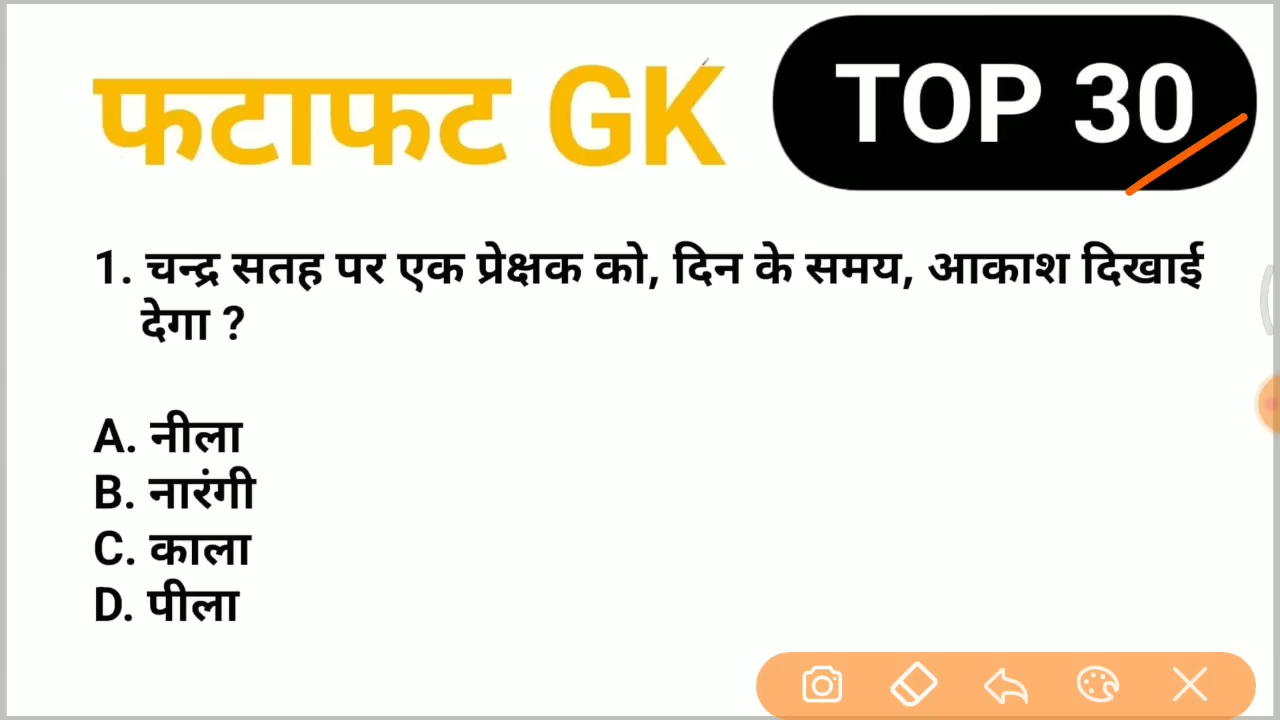 फटाफट GK
TOP 30
1. चन्द्र सतह पर एक प्रेक्षक को, दिन के समय, आकाश दिखाई
देगा ?
A. नीला
B. नारंगी
C. काला
D. पीला